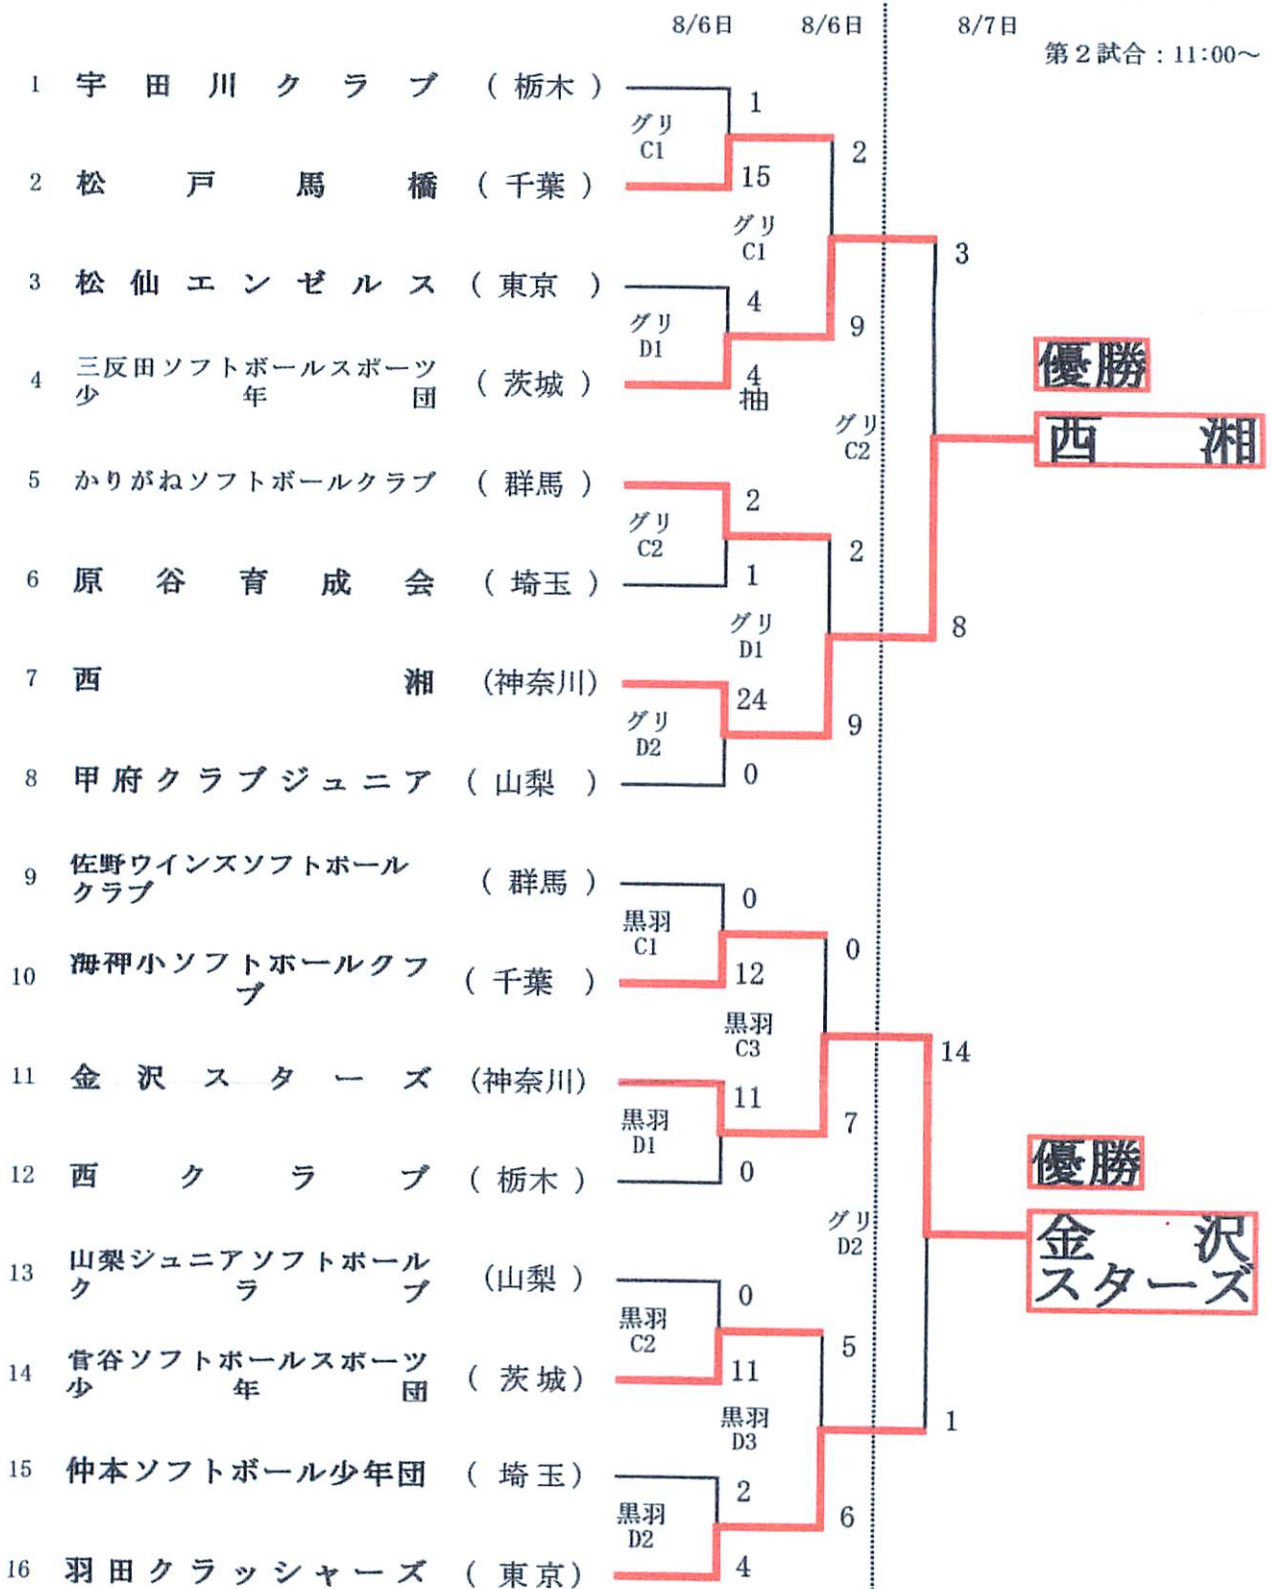 8/6日 8/6日 8/7日
第2試合：11:00～
1 宇田川クラブ (栃木)
1
グリ
C1
2
2 松戸馬橋 (千葉)
15
グリ
C1
3
3 松仙エンゼルス (東京)
4
グリ
D1
9
4 三反田ソフトボールスポーツ
少年団 (茨城)
4
抽
優勝
西湘
グリ
C2
5 かりがねソフトボールクラブ (群馬)
2
グリ
C2
2
6 原谷育成会 (埼玉)
1
グリ
D1
8
7 西湘 (神奈川)
24
グリ
D2
9
8 甲府クラブジュニア (山梨)
0
9 佐野ウインズソフトボール
クラブ (群馬)
0
黒羽
C1
0
10 海神小ソフトボールクラ
ブ (千葉)
12
黒羽
C3
14
11 金沢スターズ (神奈川)
11
黒羽
D1
7
12 西クラブ (栃木)
0
優勝
金沢
スターズ
グリ
D2
13 山梨ジュニアソフトボール
クラブ (山梨)
0
黒羽
C2
5
14 菅谷ソフトボールスポーツ
少年団 (茨城)
11
黒羽
D3
1
15 仲本ソフトボール少年団 (埼玉)
2
黒羽
D2
6
16 羽田クラッシャーズ (東京)
4